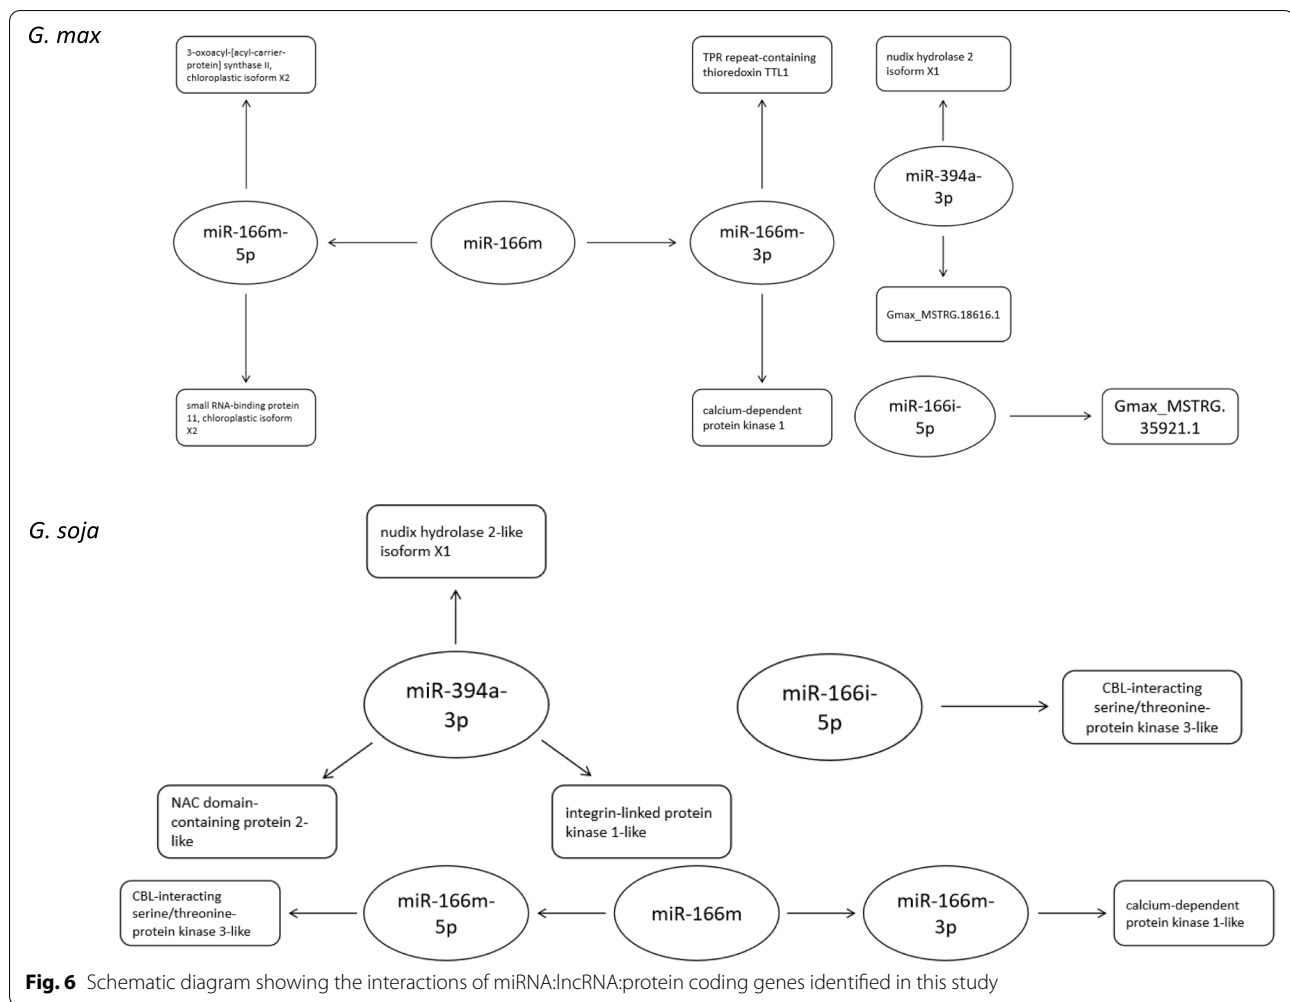 G. max
3-oxoacyl-[acyl-carrier-
protein] synthase II,
chloroplastic isoform X2
TPR repeat-containing
thioredoxin TTL1
nudix hydrolase 2
isoform X1
miR-394a-
3p
miR-166m-
5p
miR-166m
miR-166m-
3p
Gmax_MSTRG.18616.1
small RNA-binding protein
11, chloroplastic isoform
X2
calcium-dependent
protein kinase 1
miR-166i-
5p
Gmax_MSTRG.
35921.1
G. soja
nudix hydrolase 2-like
isoform X1
miR-394a-
3p
miR-166i-
5p
CBL-interacting
serine/threonine-
protein kinase 3-like
NAC domain-
containing protein 2-
like
integrin-linked protein
kinase 1-like
CBL-interacting
serine/threonine-
protein kinase 3-like
miR-166m-
5p
miR-166m
miR-166m-
3p
calcium-dependent
protein kinase 1-like
Fig. 6 Schematic diagram showing the interactions of miRNA:lncRNA:protein coding genes identified in this study